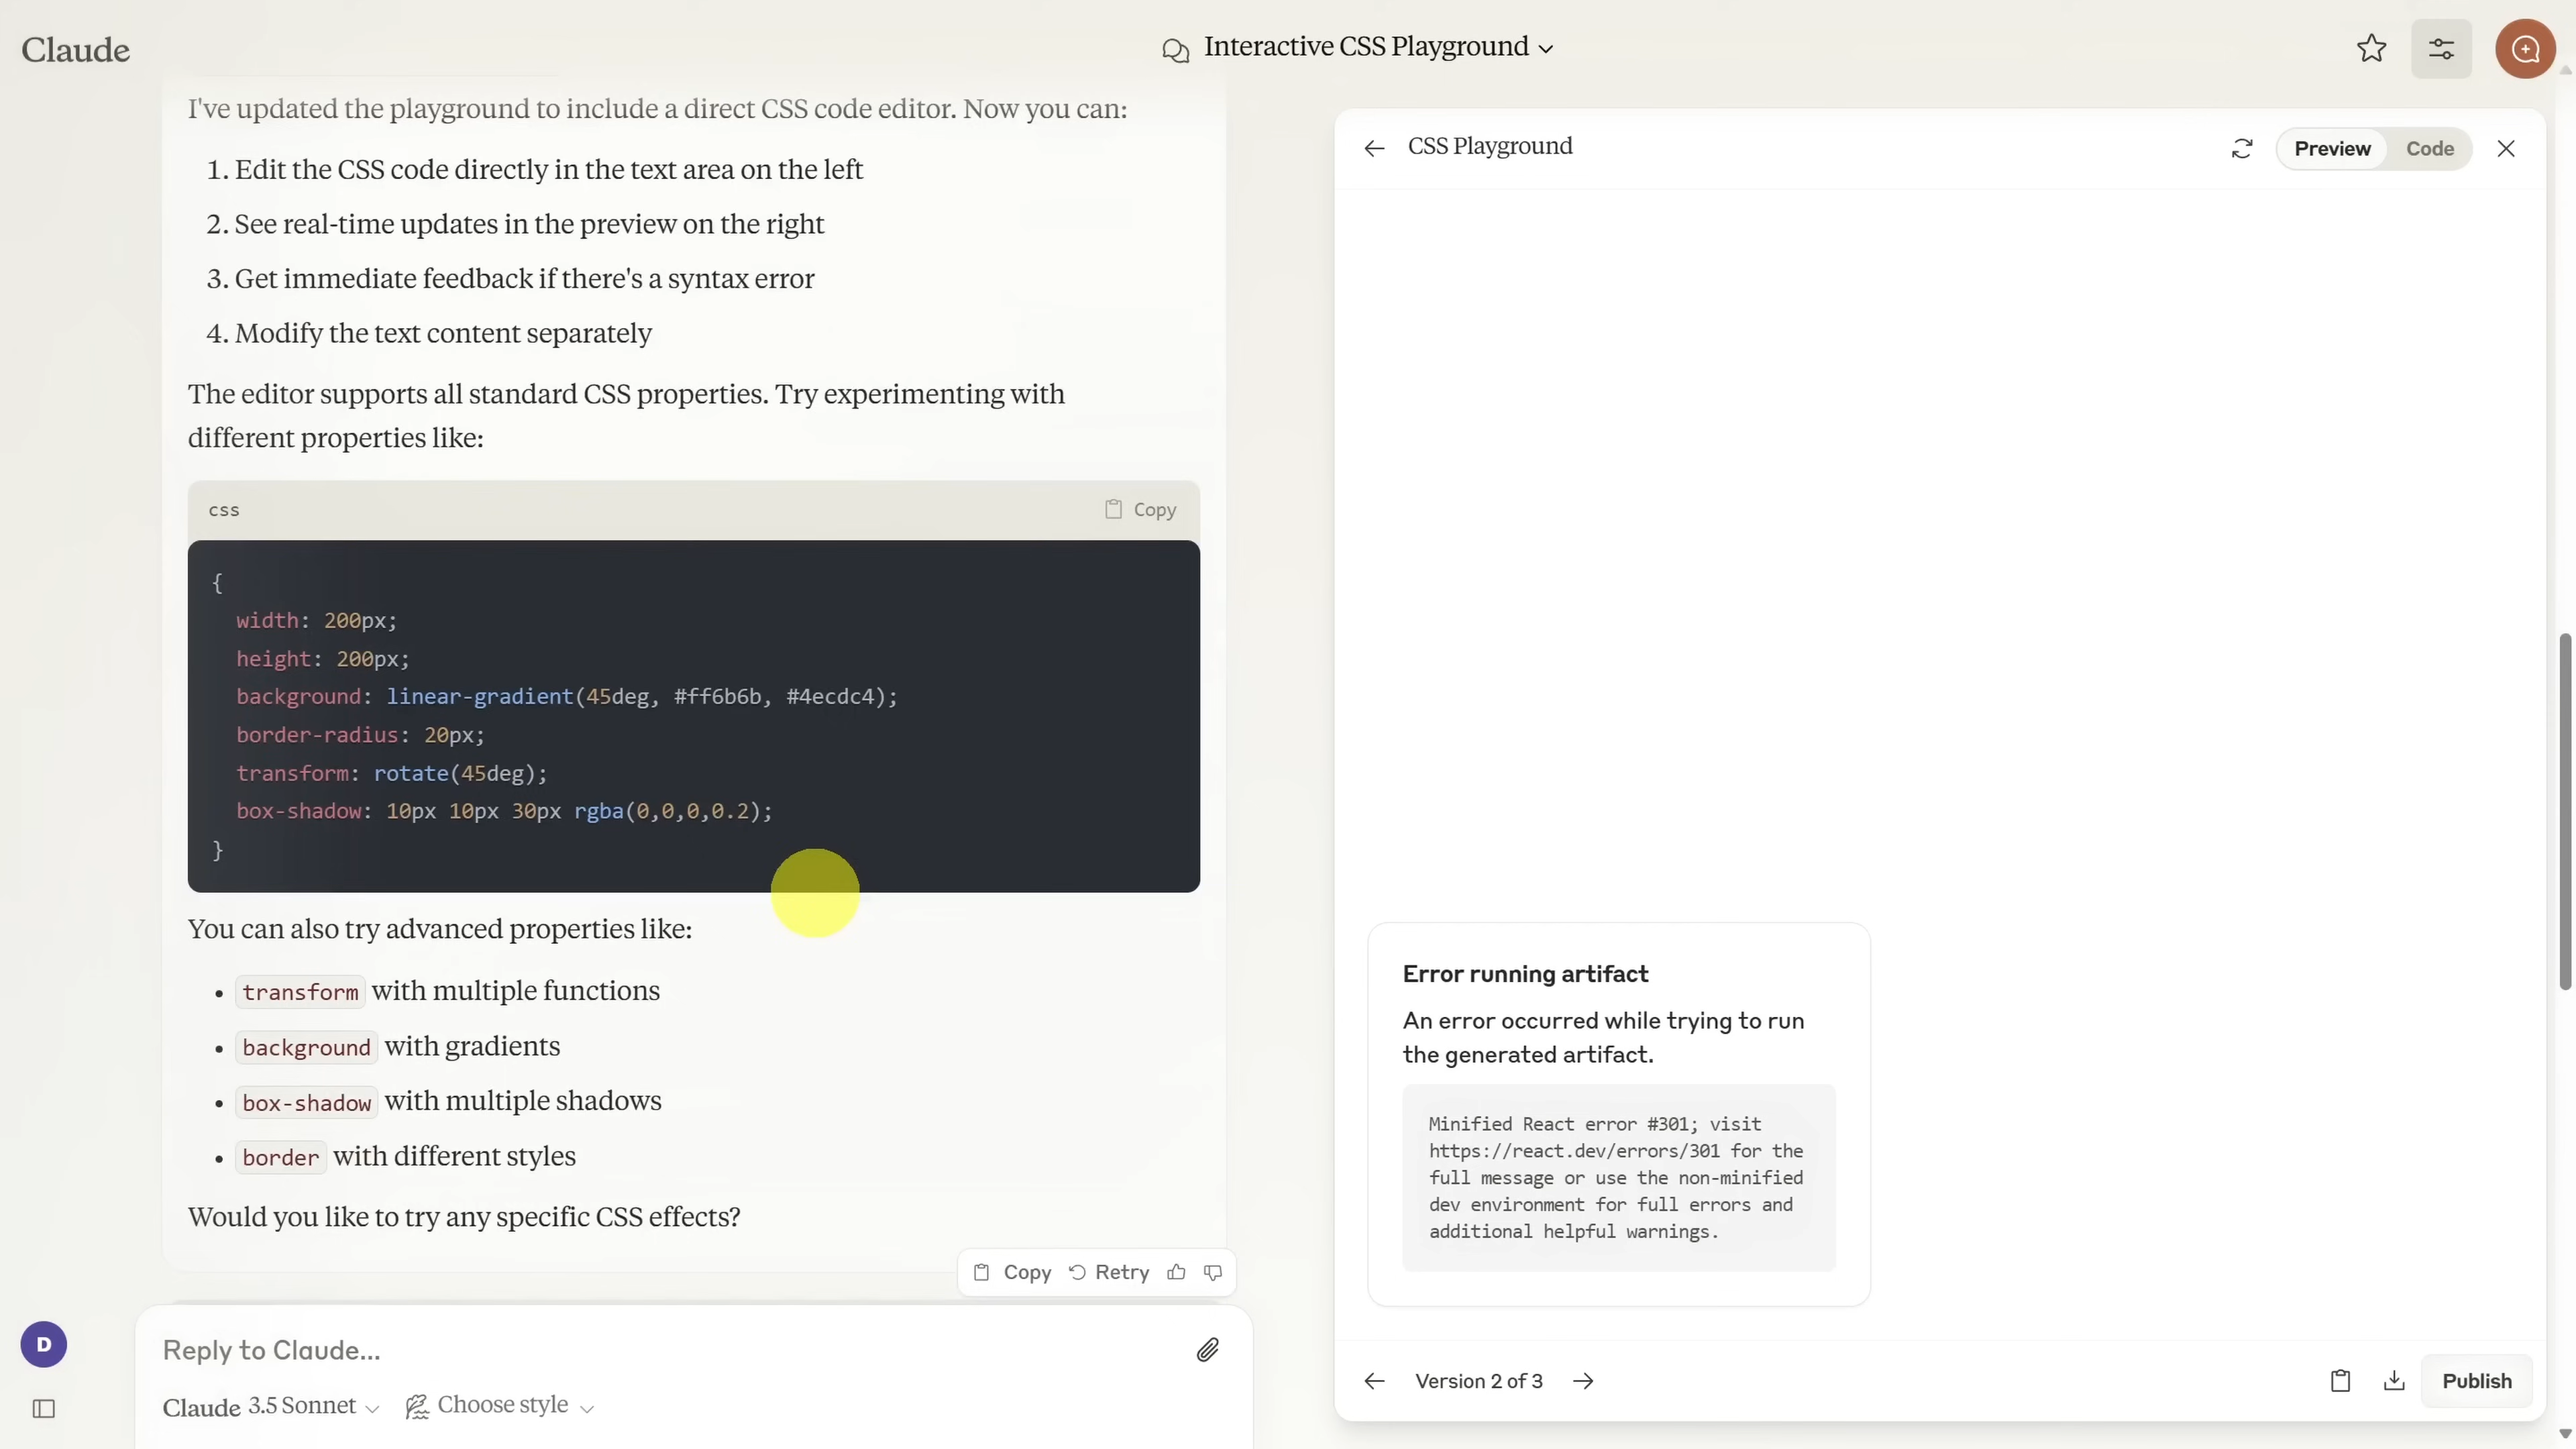 Claude
Interactive CSS Playground
I've updated the playground to include a direct CSS code editor. Now you can:
1. Edit the CSS code directly in the text area on the left
2. See real-time updates in the preview on the right
3. Get immediate feedback if there's a syntax error
4. Modify the text content separately
The editor supports all standard CSS properties. Try experimenting with
different properties like:
css
Copy
{
width: 200px;
height: 200px;
background: linear-gradient(45deg, #ff6b6b, #4ecdc4);
border-radius: 20px;
transform: rotate(45deg);
box-shadow: 10px 10px 30px rgba(0,0,0,0.2);
}
You can also try advanced properties like:
• transform with multiple functions
• background with gradients
• box-shadow with multiple shadows
• border with different styles
Would you like to try any specific CSS effects?
Copy Retry
D
Reply to Claude...
Claude 3.5 Sonnet Choose style
CSS Playground
Preview Code
Error running artifact
An error occurred while trying to run
the generated artifact.
Minified React error #301; visit
https://react.dev/errors/301 for the
full message or use the non-minified
dev environment for full errors and
additional helpful warnings.
Version 2 of 3
Publish